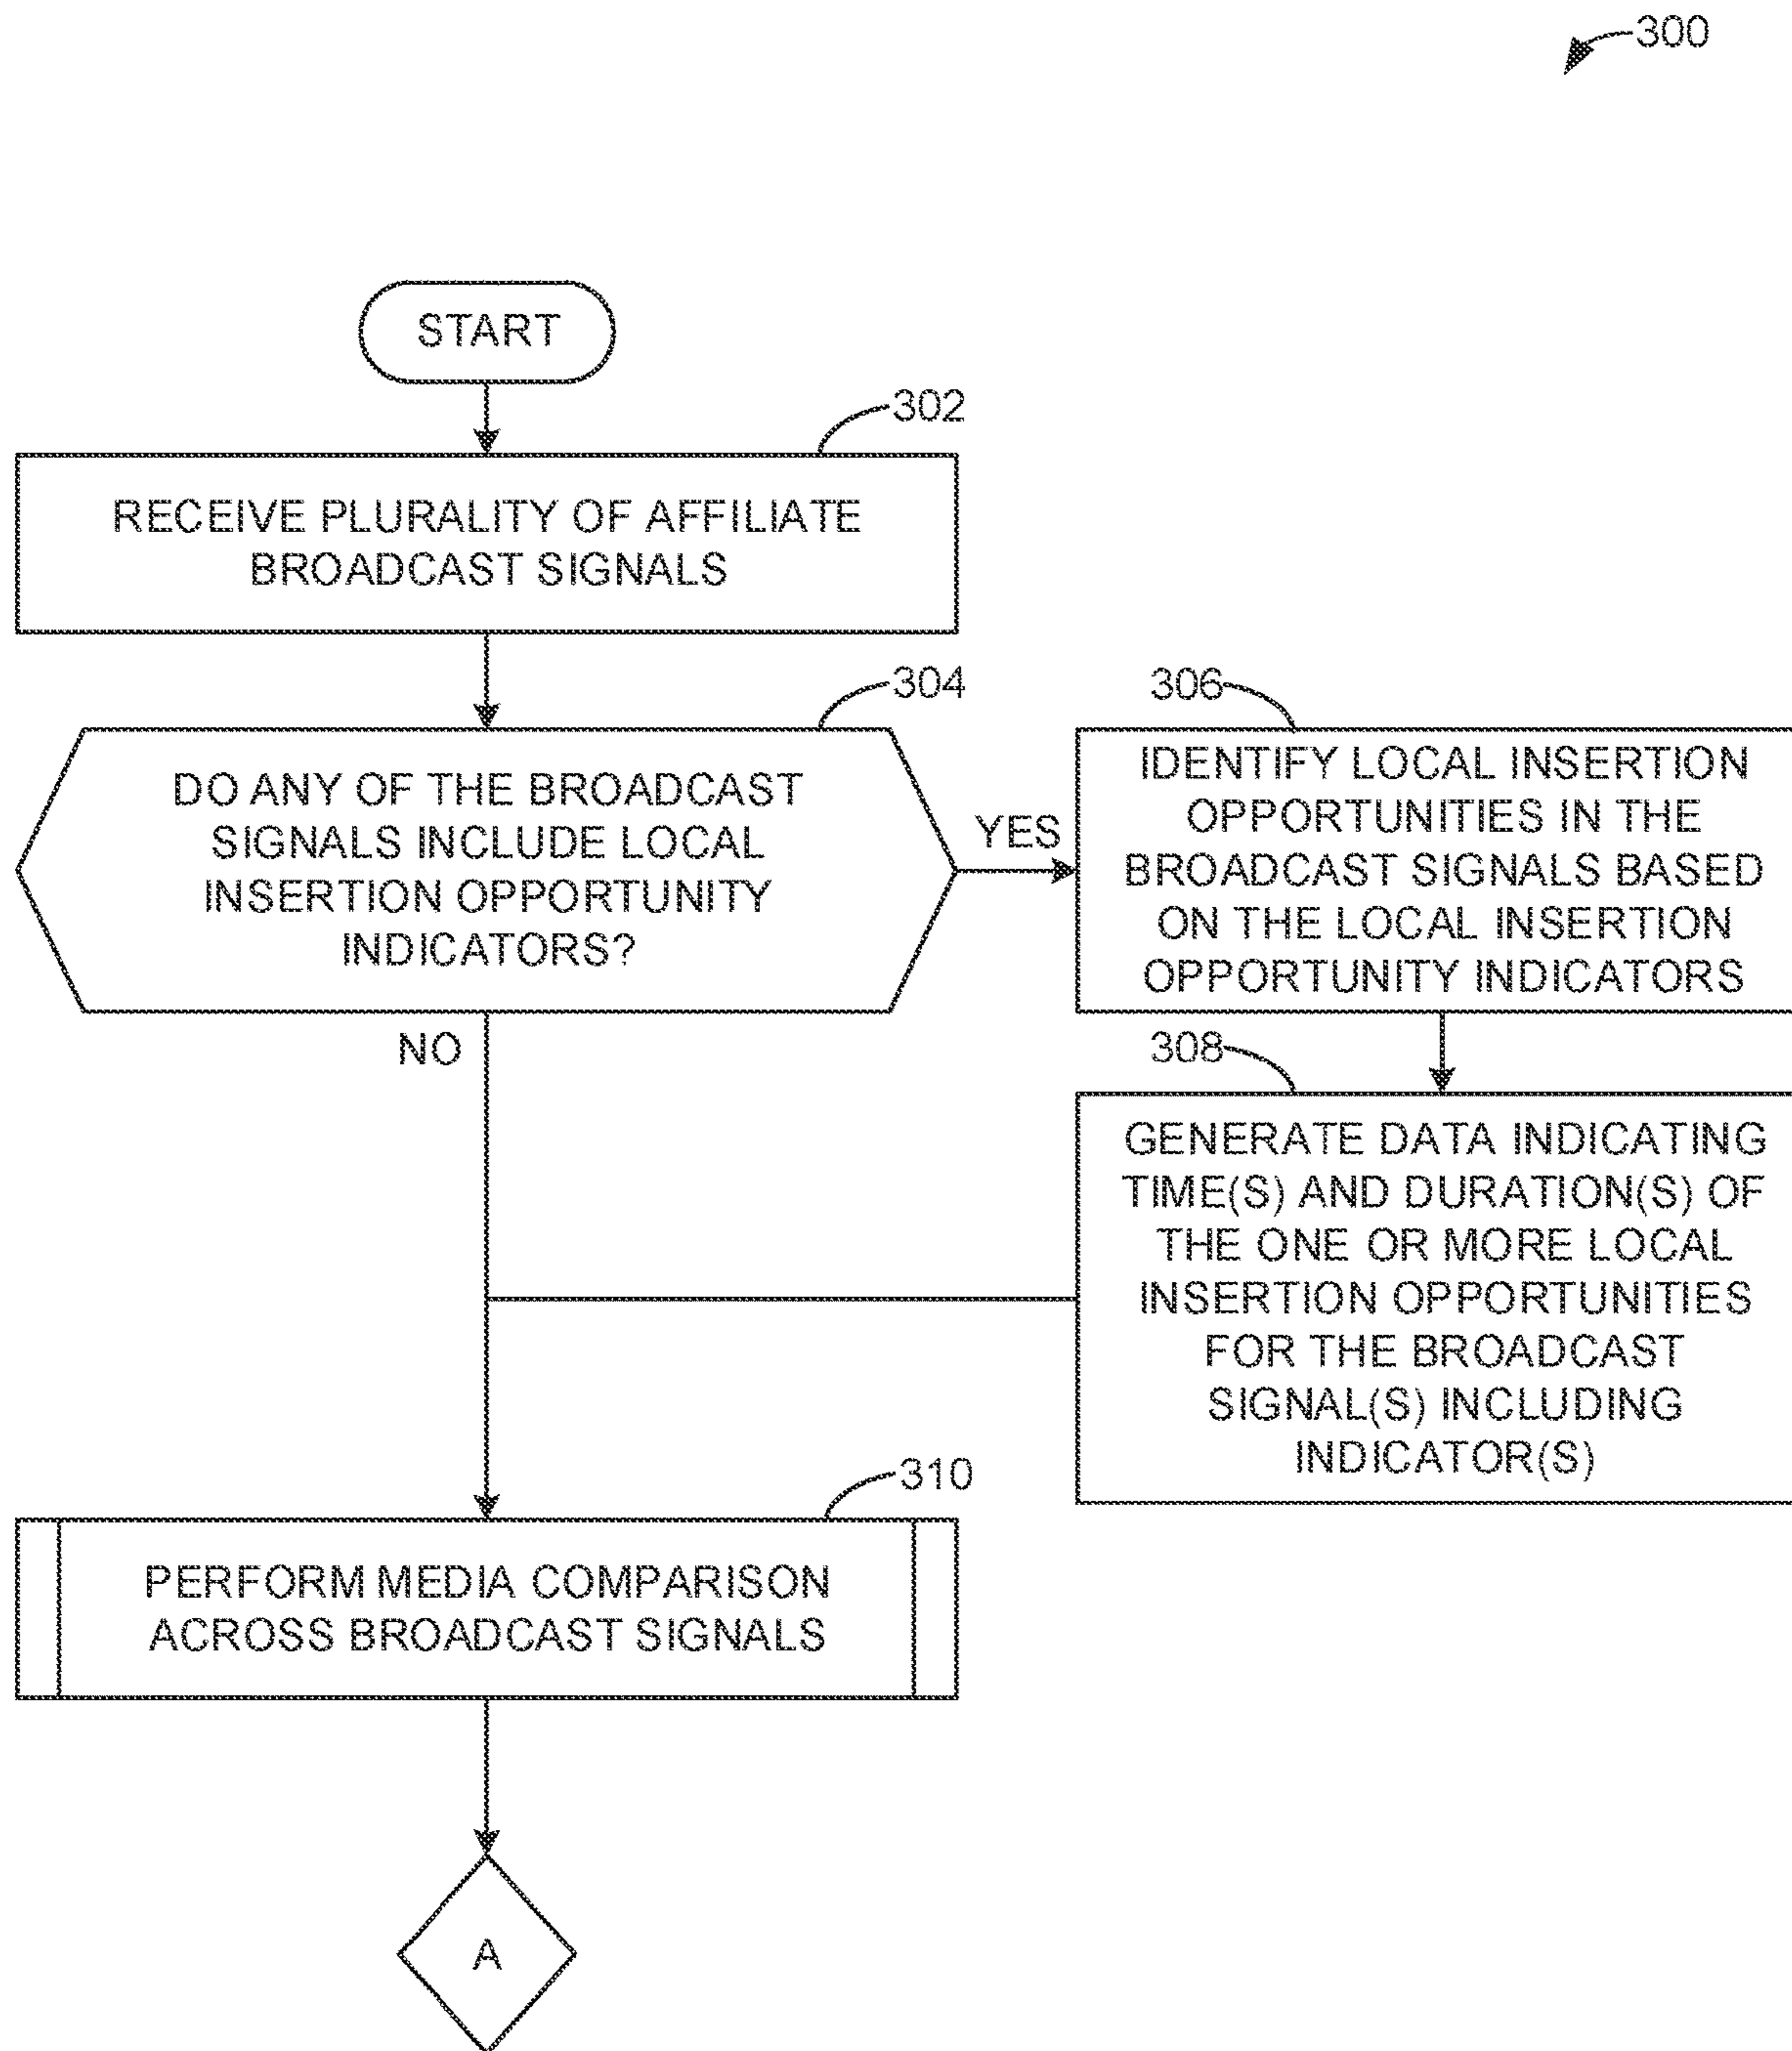 300
START
302
RECEIVE PLURALITY OF AFFILIATE
BROADCAST SIGNALS
304
DO ANY OF THE BROADCAST
SIGNALS INCLUDE LOCAL
INSERTION OPPORTUNITY
INDICATORS?
YES
NO
306
IDENTIFY LOCAL INSERTION
OPPORTUNITIES IN THE
BROADCAST SIGNALS BASED
ON THE LOCAL INSERTION
OPPORTUNITY INDICATORS
308
GENERATE DATA INDICATING
TIME(S) AND DURATION(S) OF
THE ONE OR MORE LOCAL
INSERTION OPPORTUNITIES
FOR THE BROADCAST
SIGNAL(S) INCLUDING
INDICATOR(S)
310
PERFORM MEDIA COMPARISON
ACROSS BROADCAST SIGNALS
A